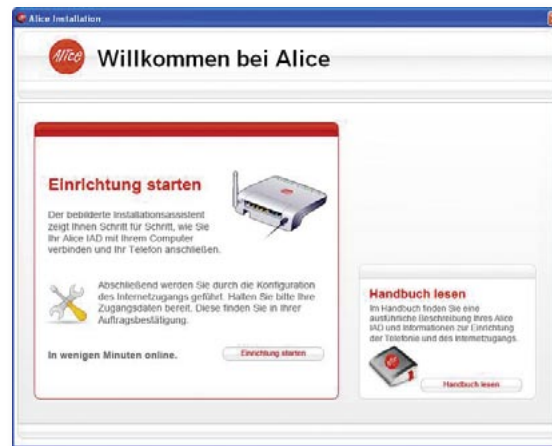 Alice Installation
Alice
Willkommen bei Alice
Einrichtung starten
Der bebilderte Installationsassistent
zeigt Ihnen Schritt für Schritt, wie Sie
Ihr Alice IAD mit Ihrem Computer
verbinden und Ihr Telefon anschließen.
Abschließend werden Sie durch die Konfiguration
des Internetzugangs geführt. Halten Sie bitte Ihre
Zugangsdaten bereit. Diese finden Sie in Ihrer
Auftragsbestätigung.
In wenigen Minuten online.
Einrichtung starten
Handbuch lesen
Im Handbuch finden Sie eine
ausführliche Beschreibung Ihres Alice
IAD und Informationen zur Einrichtung
der Telefonie und des Internetzugangs.
Handbuch lesen